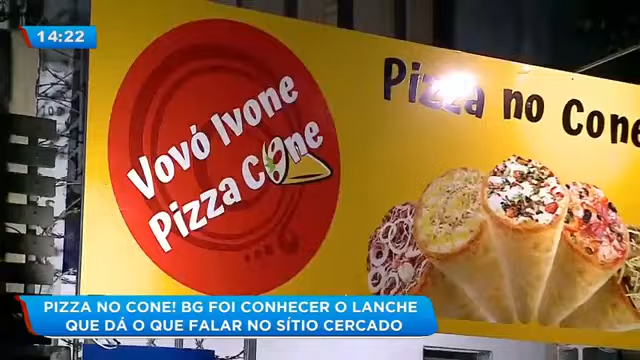 14:22
Vovó Ivone
Pizza Cone
Pizza no Cone
PIZZA NO CONE! BG FOI CONHECER O LANCHE
QUE DÁ O QUE FALAR NO SÍTIO CERCADO